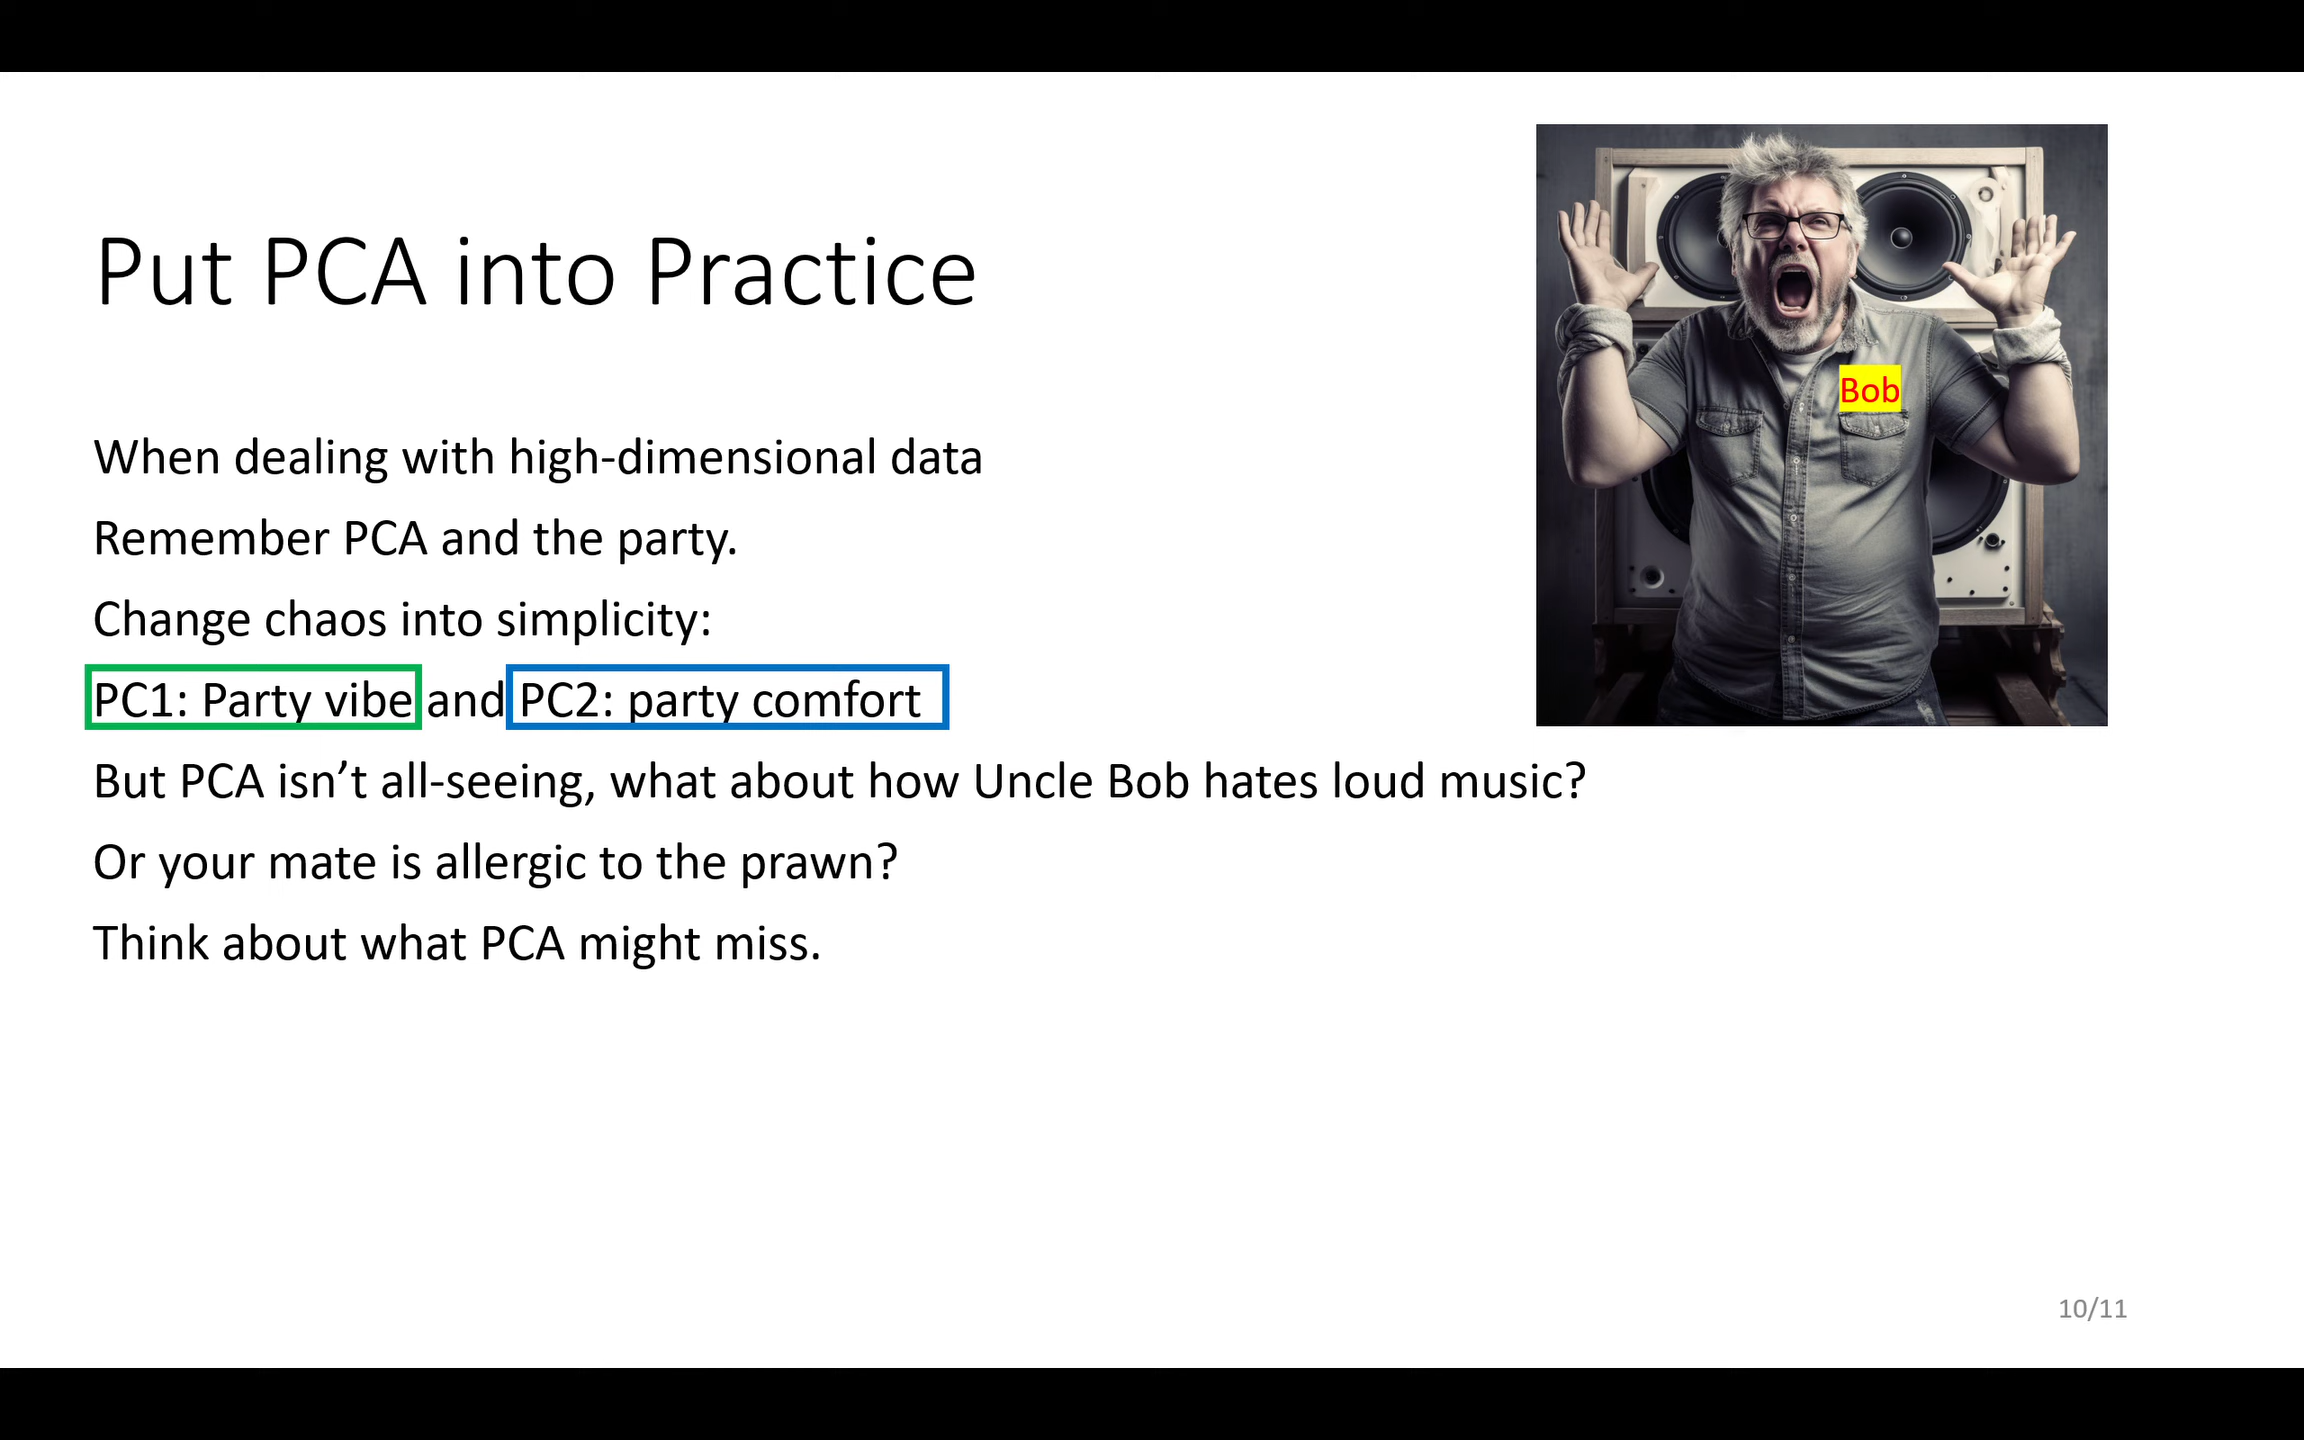 Put PCA into Practice
Bob
When dealing with high-dimensional data
Remember PCA and the party.
Change chaos into simplicity:
PC1: Party vibe and PC2: party comfort
But PCA isn’t all-seeing, what about how Uncle Bob hates loud music?
Or your mate is allergic to the prawn?
Think about what PCA might miss.
10/11